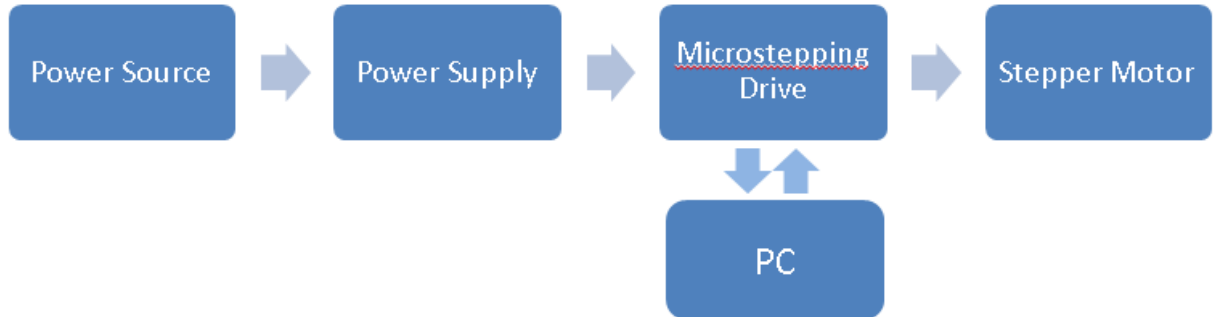 Power Source
Power Supply
Microstepping
Drive
Stepper Motor
PC